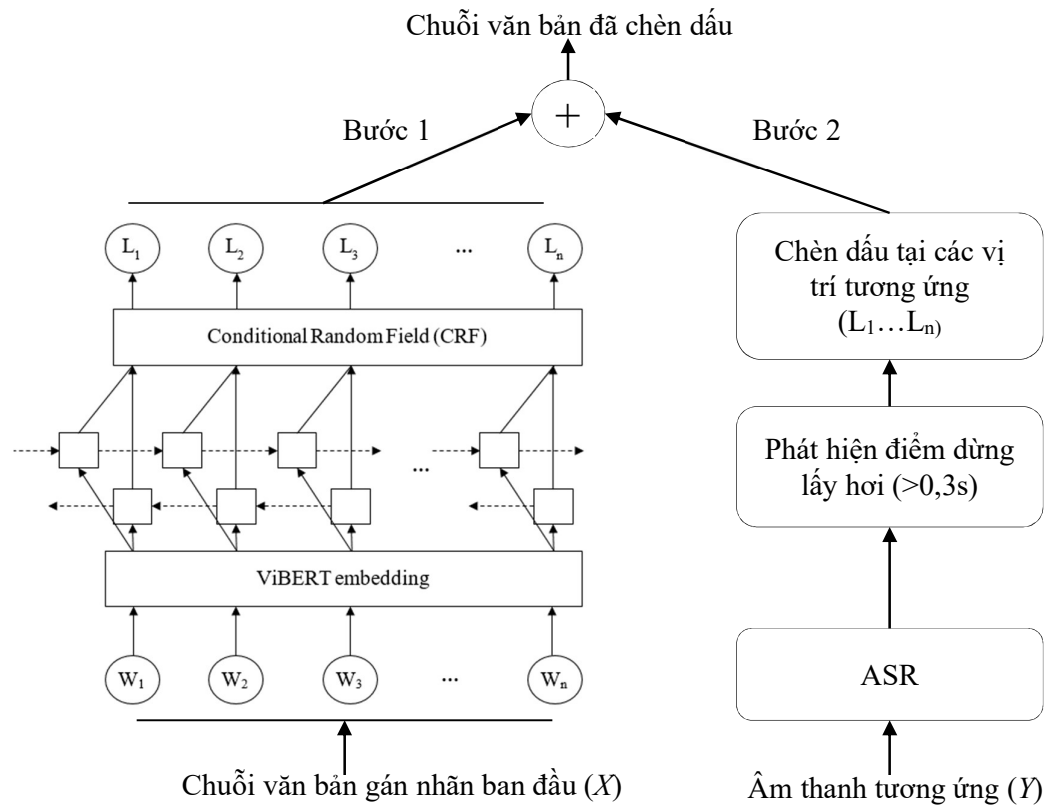 Chuỗi văn bản đã chèn dấu
+
Bước 1
Bước 2
L₁
L₂
L₃
...
Lₙ
Conditional Random Field (CRF)
...
ViBERT embedding
W₁
W₂
W₃
...
Wₙ
Chuỗi văn bản gán nhãn ban đầu (X)
Chèn dấu tại các vị
trí tương ứng
(L₁…Lₙ)
Phát hiện điểm dừng
lấy hơi (>0,3s)
ASR
Âm thanh tương ứng (Y)